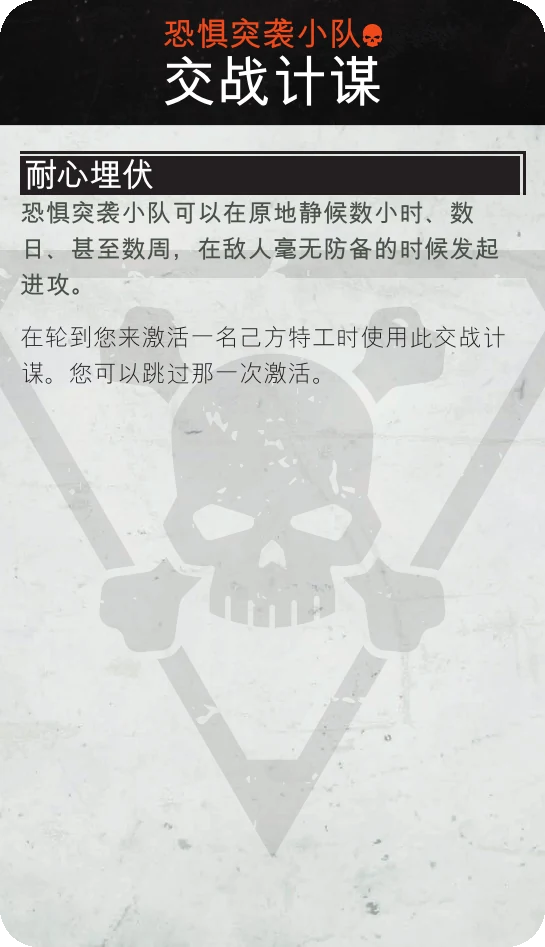 恐惧突袭小队
交战计谋
耐心埋伏
恐惧突袭小队可以在原地静候数小时、数
日、甚至数周，在敌人毫无防备的时候发起
进攻。
在轮到您来激活一名己方特工时使用此交战计
谋。您可以跳过那一次激活。